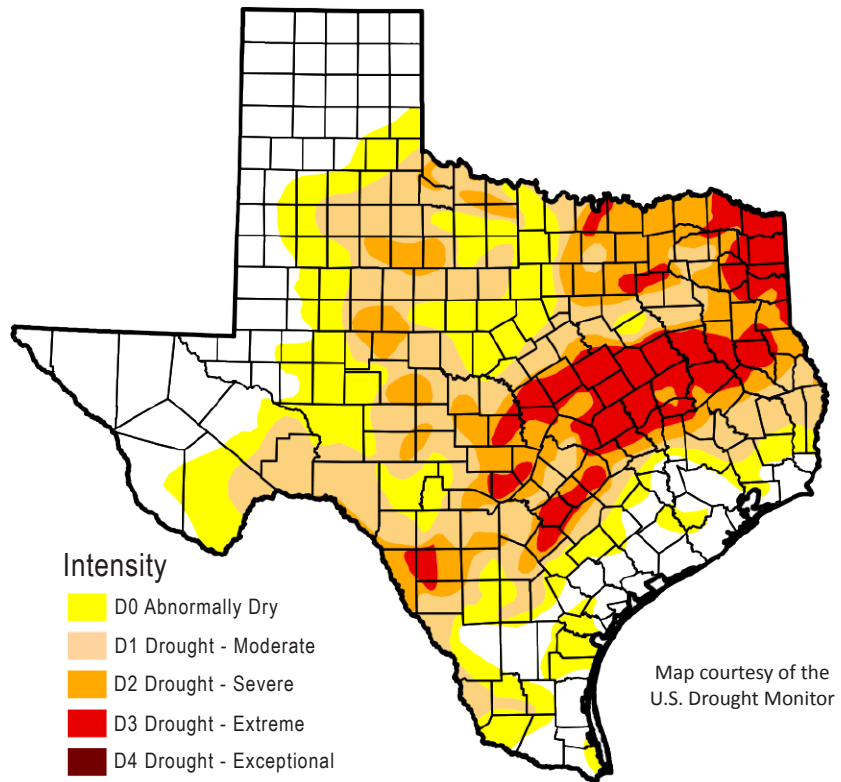 Intensity
D0 Abnormally Dry
D1 Drought - Moderate
D2 Drought - Severe
D3 Drought - Extreme
D4 Drought - Exceptional
Map courtesy of the
U.S. Drought Monitor